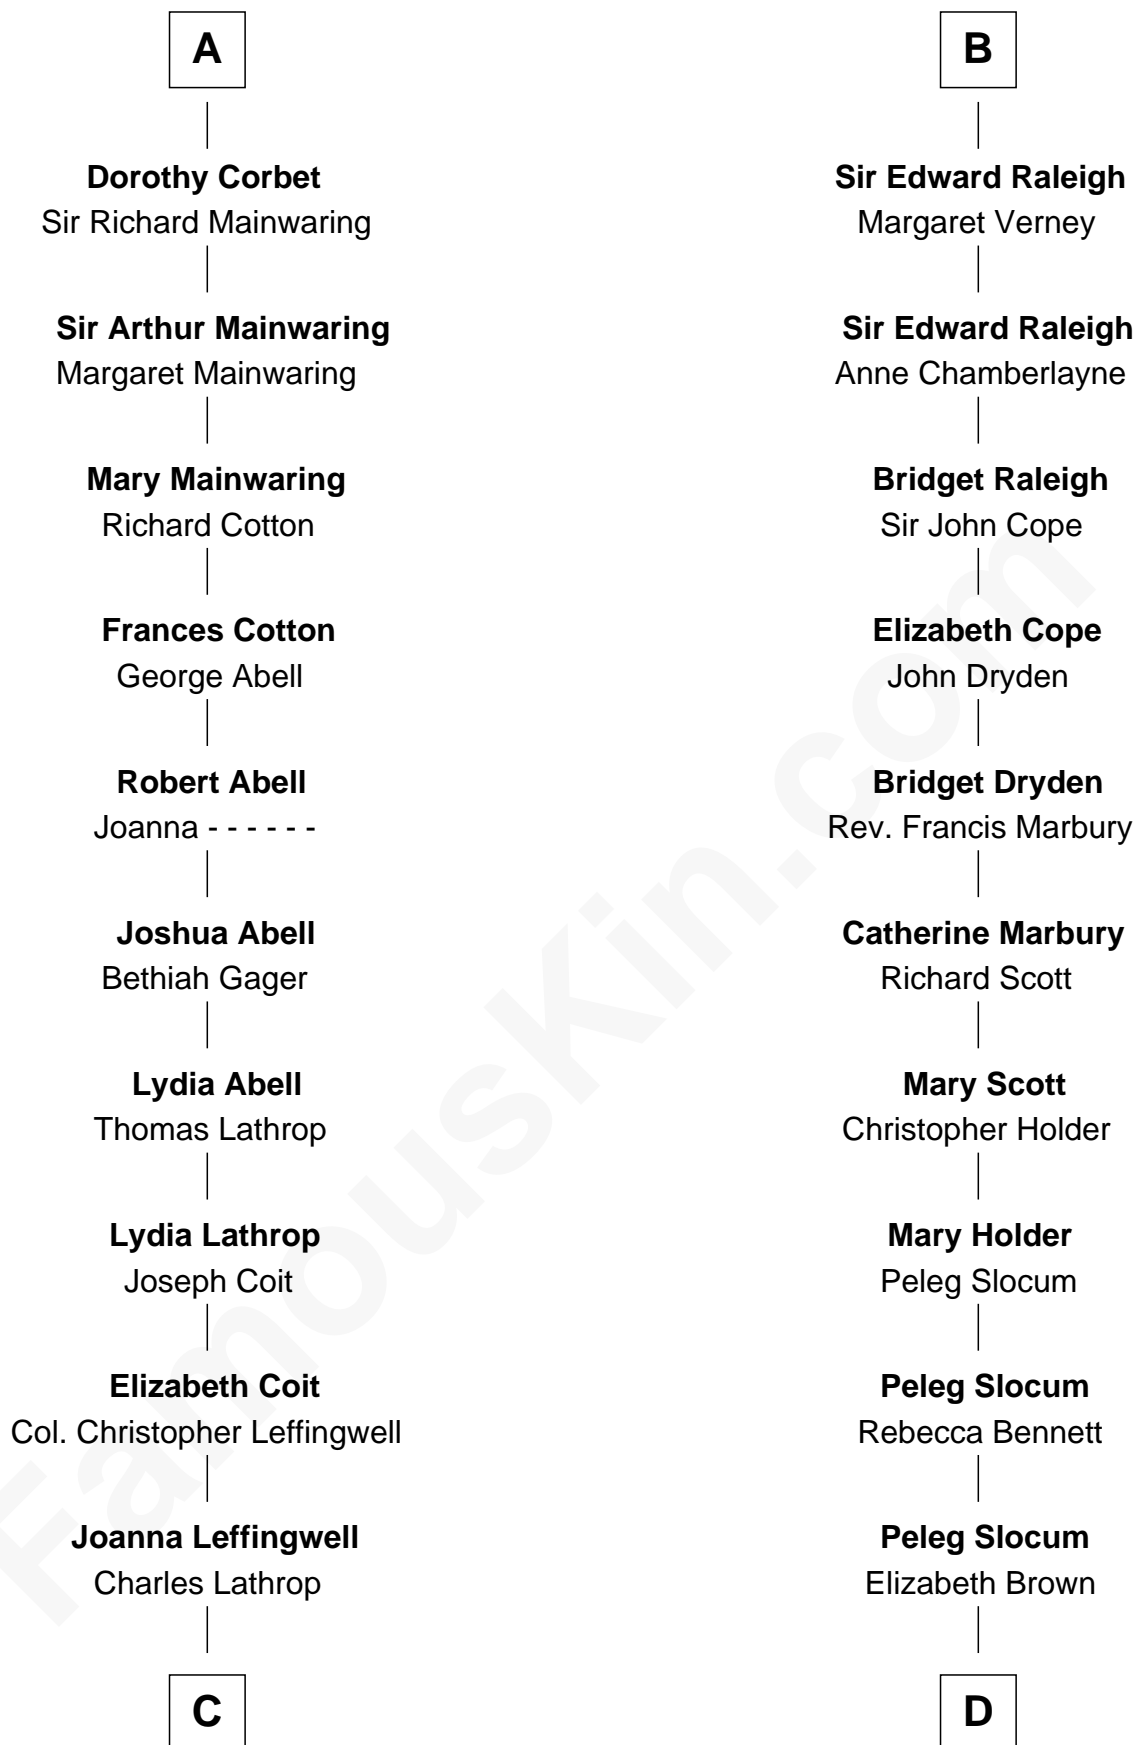 A
Dorothy Corbet
Sir Richard Mainwaring
Sir Arthur Mainwaring
Margaret Mainwaring
Mary Mainwaring
Richard Cotton
Frances Cotton
George Abell
Robert Abell
Joanna - - - - - -
Joshua Abell
Bethiah Gager
Lydia Abell
Thomas Lathrop
Lydia Lathrop
Joseph Coit
Elizabeth Coit
Col. Christopher Leffingwell
Joanna Leffingwell
Charles Lathrop
C
B
Sir Edward Raleigh
Margaret Verney
Sir Edward Raleigh
Anne Chamberlayne
Bridget Raleigh
Sir John Cope
Elizabeth Cope
John Dryden
Bridget Dryden
Rev. Francis Marbury
Catherine Marbury
Richard Scott
Mary Scott
Christopher Holder
Mary Holder
Peleg Slocum
Peleg Slocum
Rebecca Bennett
Peleg Slocum
Elizabeth Brown
D
FamousKin.com